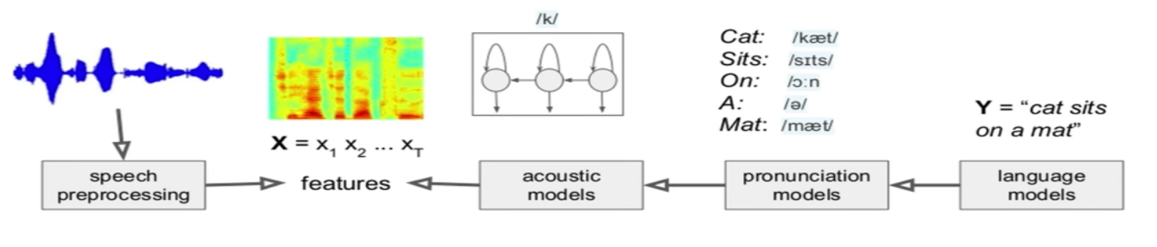 /k/
Cat: /kæt/
Sits: /sɪts/
On: /ɔːn
A: /ə/
Mat: /mæt/
Y = “cat sits
on a mat”
X = x1 x2 ... xT
speech
preprocessing
features
acoustic
models
pronunciation
models
language
models